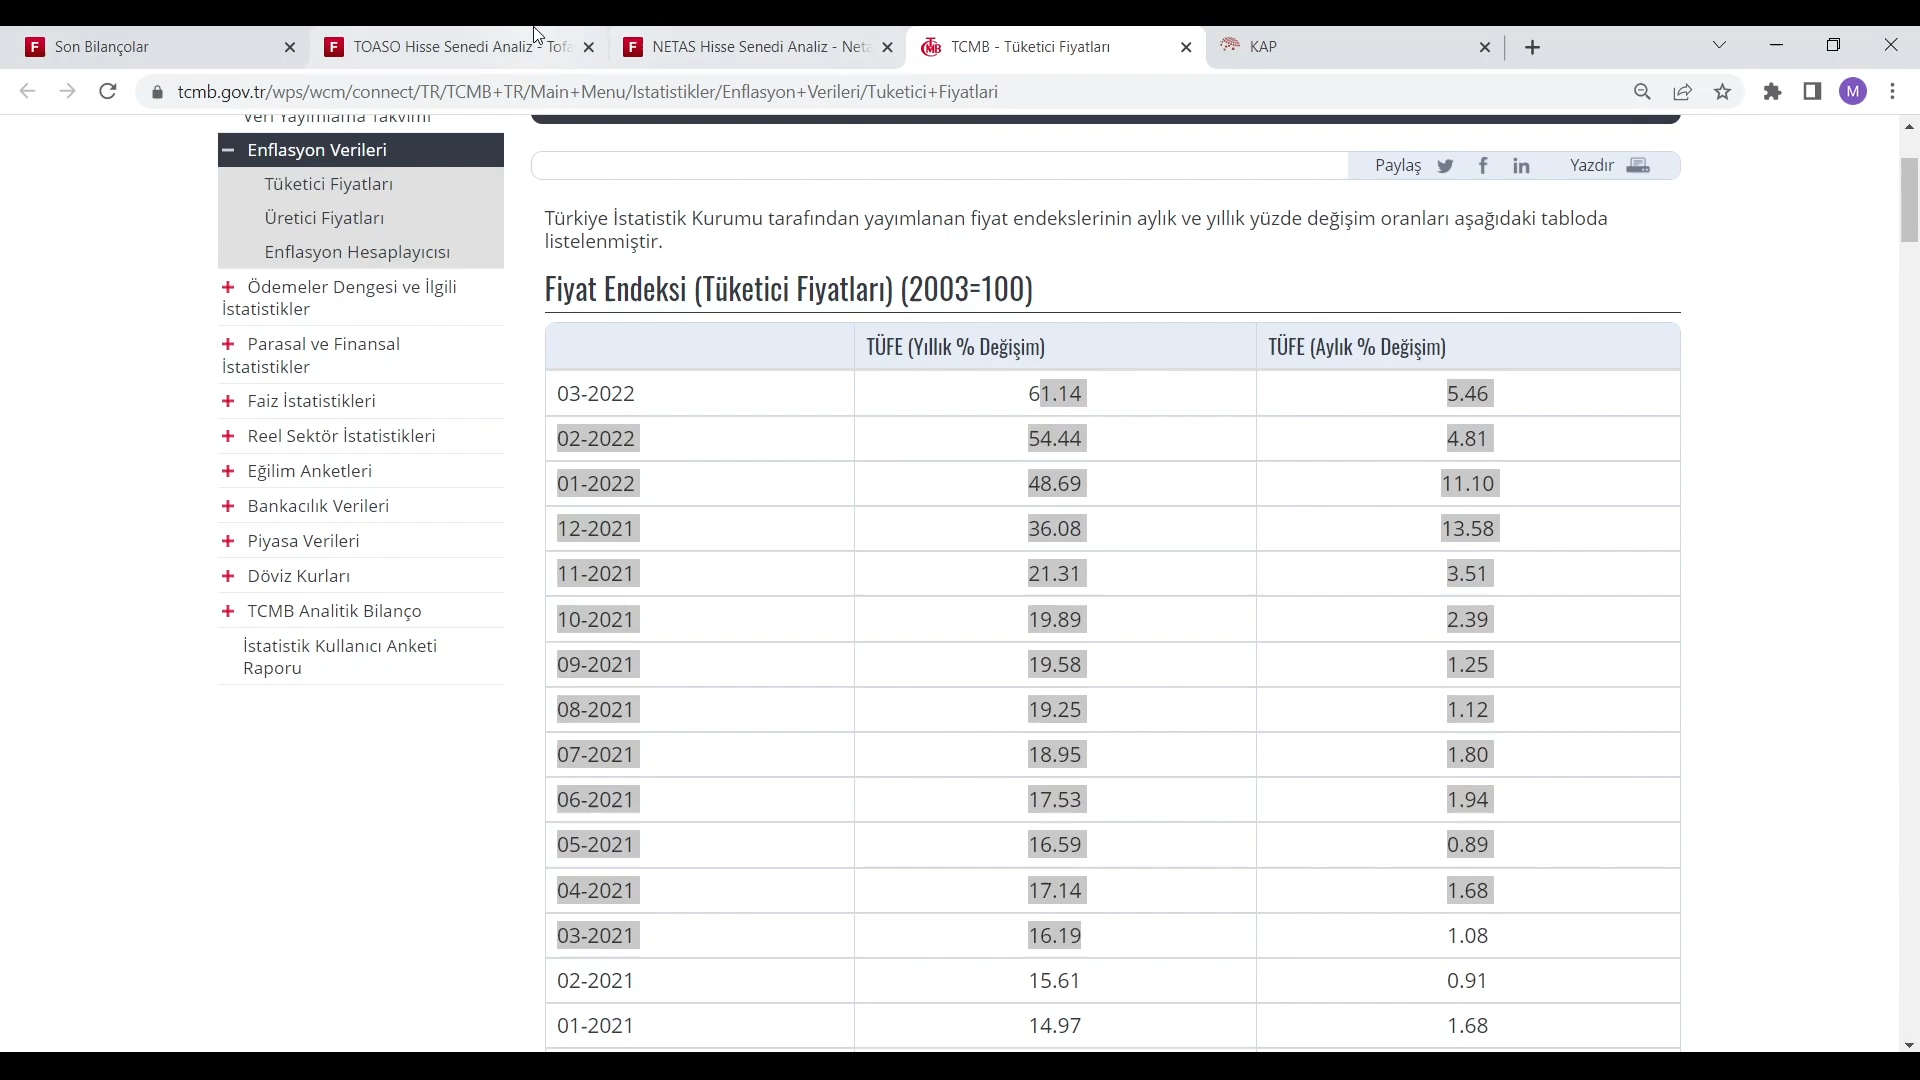 Son Bilançolar
TOASO Hisse Senedi Analiz - Tofa
NETAS Hisse Senedi Analiz - Neta
TCMB - Tüketici Fiyatları
KAP
tcmb.gov.tr/wps/wcm/connect/TR/TCMB+TR/Main+Menu/Istatistikler/Enflasyon+Verileri/Tuketici+Fiyatlari
M
Veri Yayımlama Takvimi
Enflasyon Verileri
Tüketici Fiyatları
Üretici Fiyatları
Enflasyon Hesaplayıcısı
Ödemeler Dengesi ve İlgili
İstatistikler
Parasal ve Finansal
İstatistikler
Faiz İstatistikleri
Reel Sektör İstatistikleri
Eğilim Anketleri
Bankacılık Verileri
Piyasa Verileri
Döviz Kurları
TCMB Analitik Bilanço
İstatistik Kullanıcı Anketi
Raporu
Paylaş Yazdır
Türkiye İstatistik Kurumu tarafından yayımlanan fiyat endekslerinin aylık ve yıllık yüzde değişim oranları aşağıdaki tabloda
listelenmiştir.
Fiyat Endeksi (Tüketici Fiyatları) (2003=100)
TÜFE (Yıllık % Değişim) TÜFE (Aylık % Değişim)
03-2022 61.14 5.46
02-2022 54.44 4.81
01-2022 48.69 11.10
12-2021 36.08 13.58
11-2021 21.31 3.51
10-2021 19.89 2.39
09-2021 19.58 1.25
08-2021 19.25 1.12
07-2021 18.95 1.80
06-2021 17.53 1.94
05-2021 16.59 0.89
04-2021 17.14 1.68
03-2021 16.19 1.08
02-2021 15.61 0.91
01-2021 14.97 1.68